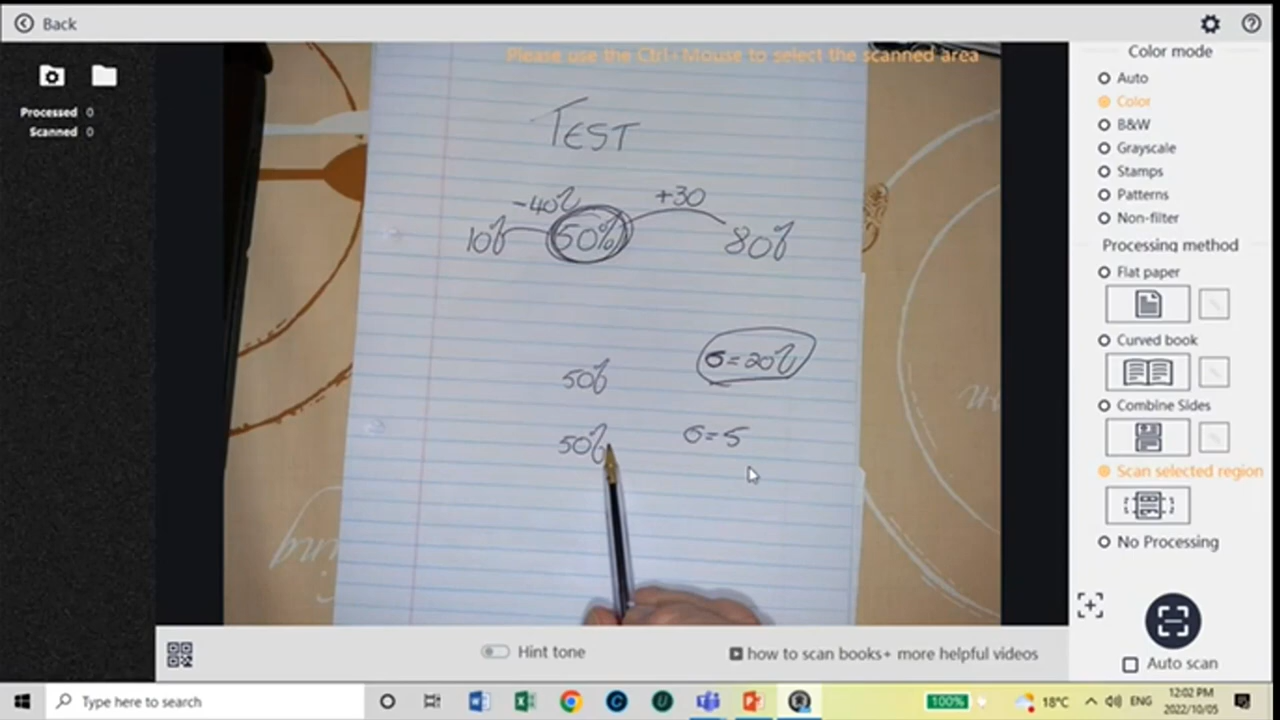 Back
Please use the Ctrl+Mouse to select the scanned area
Processed 0
Scanned 0
TEST
-40% +30
10% 50% 80%
50% σ=20%
50% σ=5
Color mode
Auto
Color
B&W
Grayscale
Stamps
Patterns
Non-filter
Processing method
Flat paper
Curved book
Combine Sides
Scan selected region
No Processing
Auto scan
Hint tone
how to scan books+ more helpful videos
Type here to search
100%
18°C
ENG
12:02 PM
2022/10/05